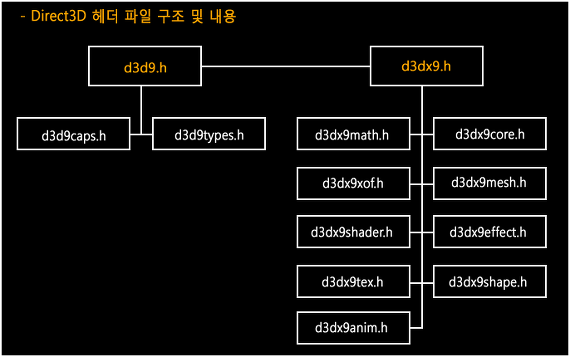 - Direct3D 헤더 파일 구조 및 내용
d3d9.h
d3dx9.h
d3d9caps.h
d3d9types.h
d3dx9math.h
d3dx9core.h
d3dx9xof.h
d3dx9mesh.h
d3dx9shader.h
d3dx9effect.h
d3dx9tex.h
d3dx9shape.h
d3dx9anim.h